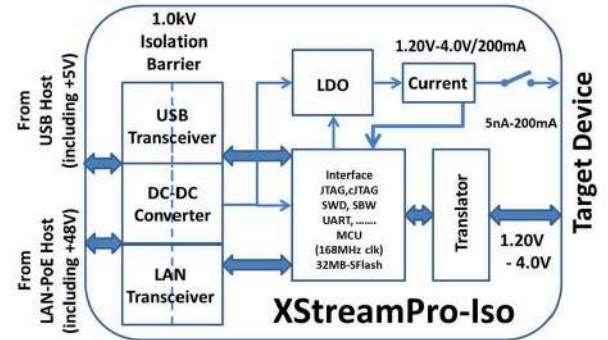 1.0kV
Isolation
Barrier
From
USB Host
(including +5V)
From
LAN-PoE Host
(including +48V)
USB
Transceiver
DC-DC
Converter
LAN
Transceiver
LDO
1.20V-4.0V/200mA
Current
5nA-200mA
Interface
JTAG,cJTAG
SWD, SBW
UART, .......
MCU
(168MHz clk)
32MB-SFlash
Translator
1.20V
- 4.0V
Target Device
XStreamPro-Iso